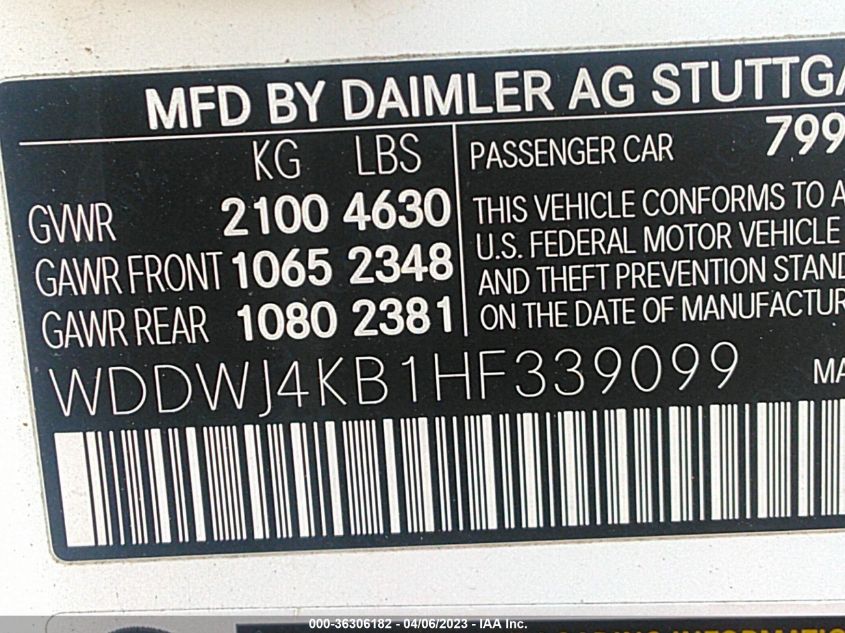 MFD BY DAIMLER AG STUTTGA
KG LBS
GVWR 2100 4630
GAWR FRONT 1065 2348
GAWR REAR 1080 2381
PASSENGER CAR 799
THIS VEHICLE CONFORMS TO A
U.S. FEDERAL MOTOR VEHICLE
AND THEFT PREVENTION STAND
ON THE DATE OF MANUFACTUR
WDDWJ4KB1HF339099 MA
000-36306182 - 04/06/2023 - IAA Inc.